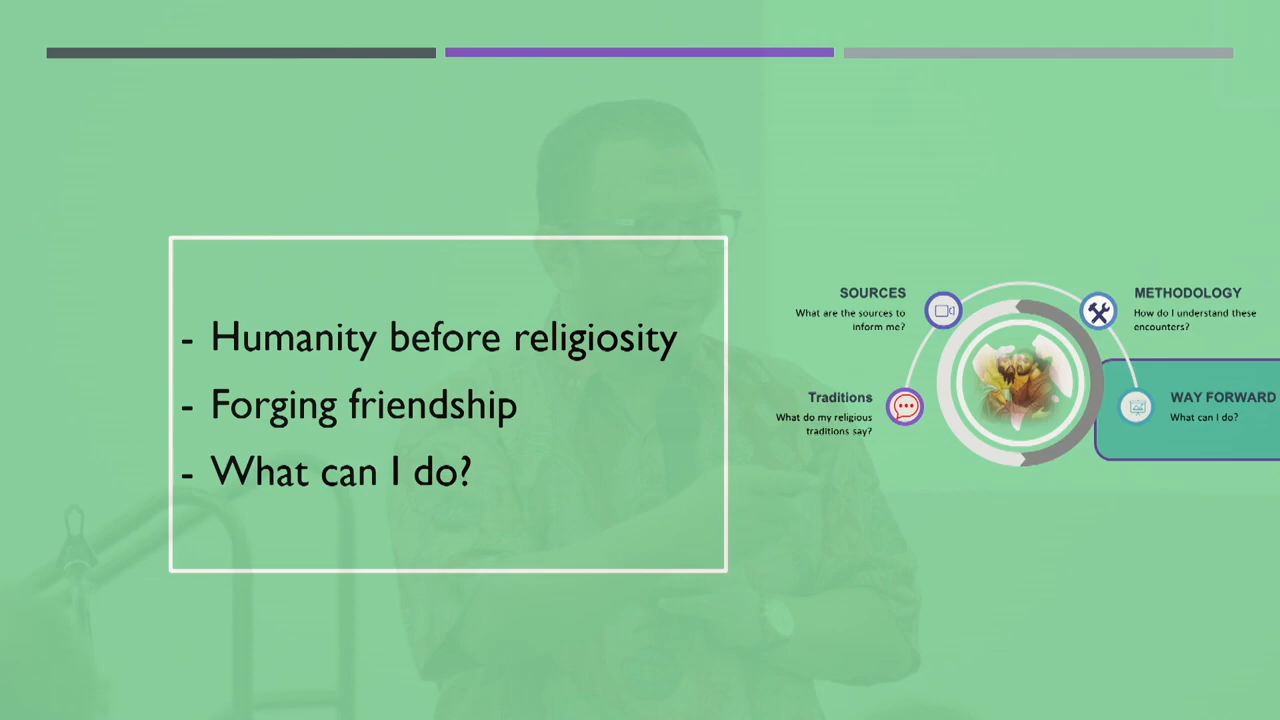 - Humanity before religiosity
- Forging friendship
- What can I do?
SOURCES
What are the sources to
inform me?
METHODOLOGY
How do I understand these
encounters?
Traditions
What do my religious
traditions say?
WAY FORWARD
What can I do?